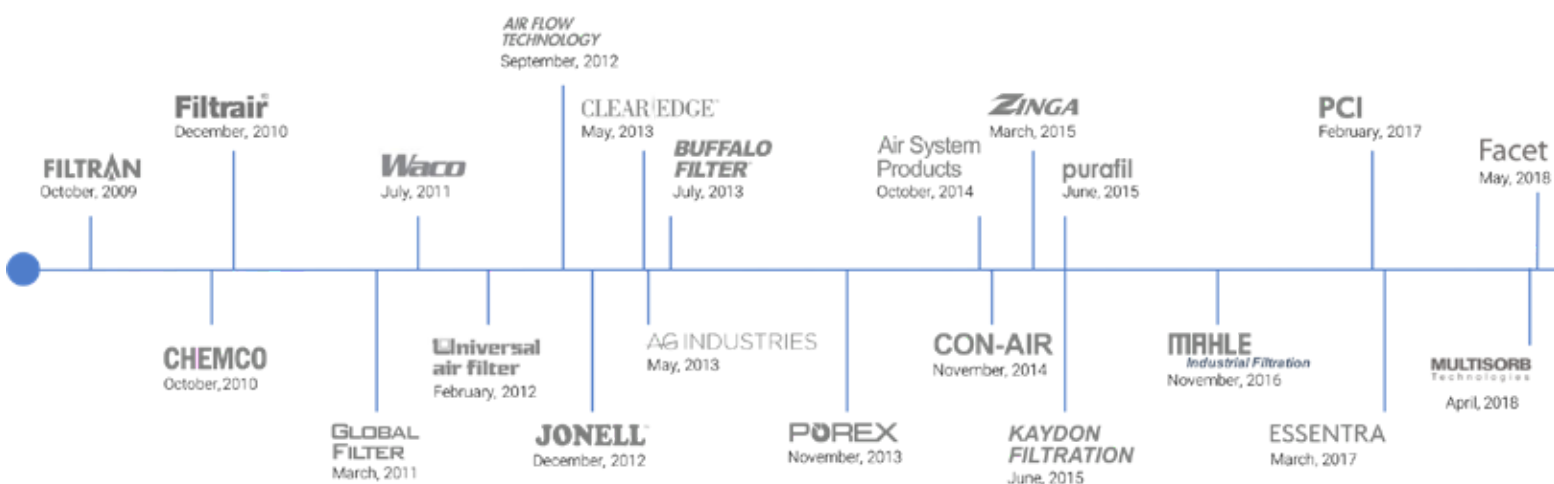 FILTRAN
October, 2009
CHEMCO
October, 2010
Filtrair
December, 2010
GLOBAL
FILTER
March, 2011
Waco
July, 2011
Universal
air filter
February, 2012
AIR FLOW
TECHNOLOGY
September, 2012
JONELL
December, 2012
CLEAR EDGE
May, 2013
AG INDUSTRIES
May, 2013
BUFFALO
FILTER
July, 2013
POREX
November, 2013
Air System
Products
October, 2014
CON-AIR
November, 2014
ZINGA
March, 2015
purafil
June, 2015
KAYDON
FILTRATION
June, 2015
MAHLE
Industrial Filtration
November, 2016
PCI
February, 2017
ESSENTRA
March, 2017
MULTISORB
Technologies
April, 2018
Facet
May, 2018